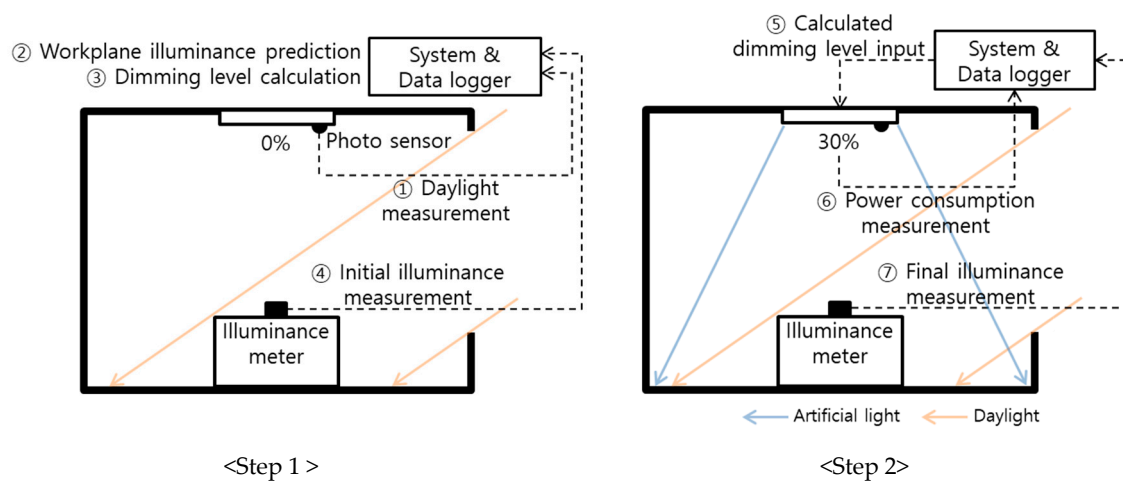 ② Workplane illuminance prediction
③ Dimming level calculation
System &
Data logger
0%
Photo sensor
① Daylight
measurement
④ Initial illuminance
measurement
Illuminance
meter
<Step 1 >
⑤ Calculated
dimming level input
System &
Data logger
30%
⑥ Power consumption
measurement
⑦ Final illuminance
measurement
Illuminance
meter
Artificial light
Daylight
<Step 2>